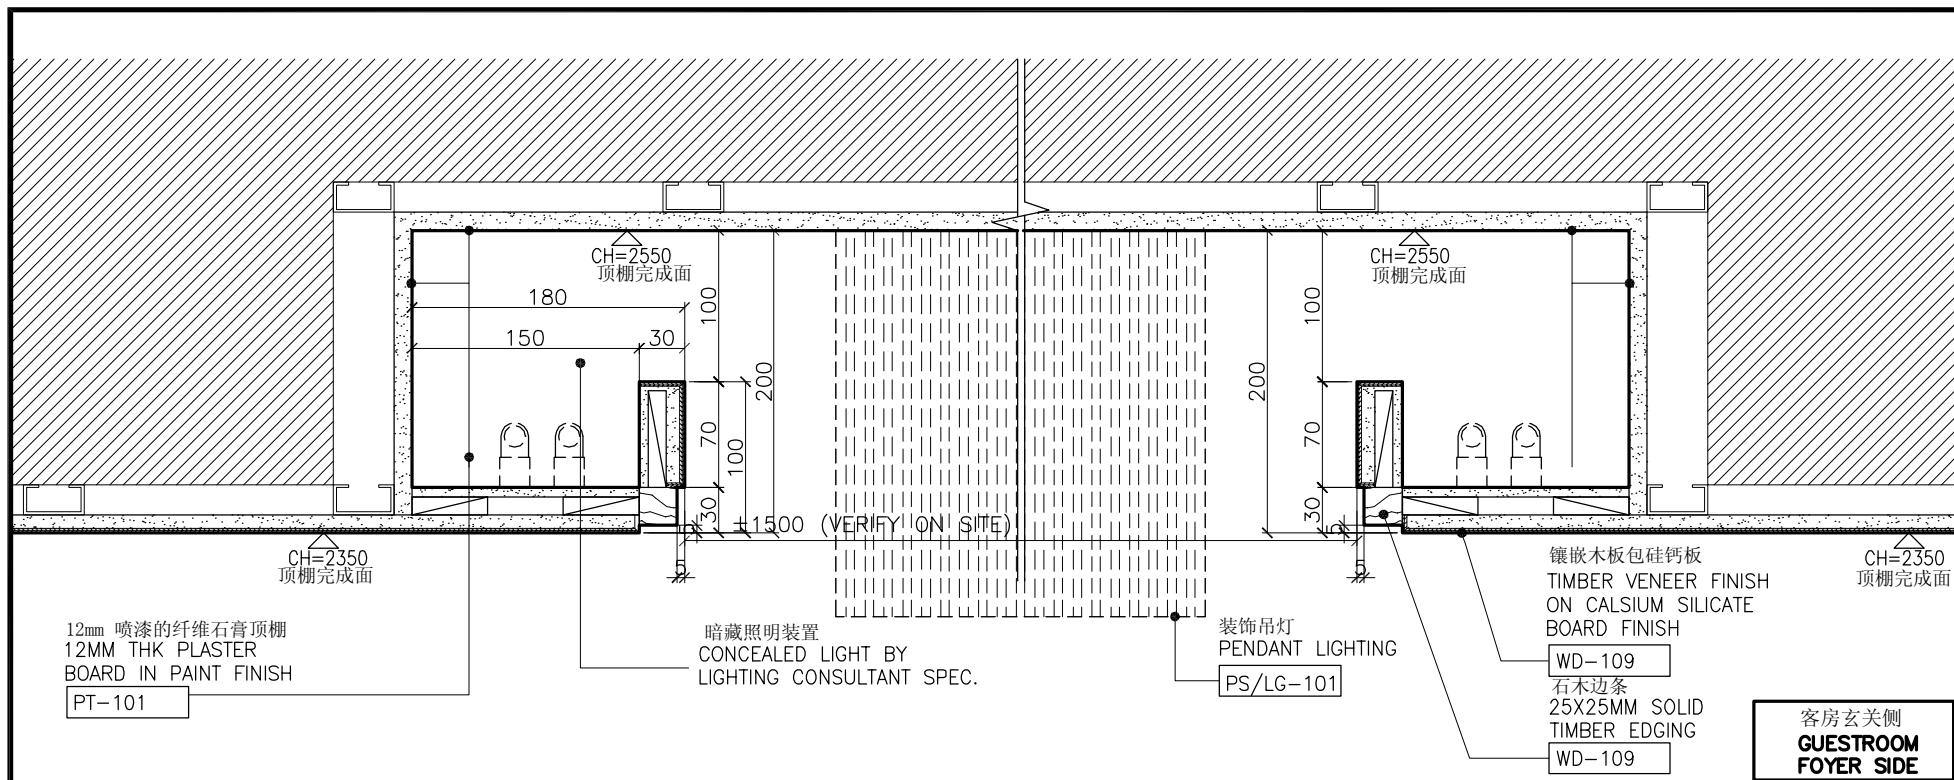 CH=2550
顶棚完成面
CH=2550
顶棚完成面
180
150
30
100
200
70
100
30
5
5
100
200
70
30
5
5
±1500 (VERIFY ON SITE)
CH=2350
顶棚完成面
CH=2350
顶棚完成面
12mm 喷漆的纤维石膏顶棚
12MM THK PLASTER
BOARD IN PAINT FINISH
PT-101
暗藏照明装置
CONCEALED LIGHT BY
LIGHTING CONSULTANT SPEC.
装饰吊灯
PENDANT LIGHTING
PS/LG-101
镶嵌木板包硅钙板
TIMBER VENEER FINISH
ON CALSIUM SILICATE
BOARD FINISH
WD-109
石木边条
25X25MM SOLID
TIMBER EDGING
WD-109
客房玄关侧
GUESTROOM
FOYER SIDE